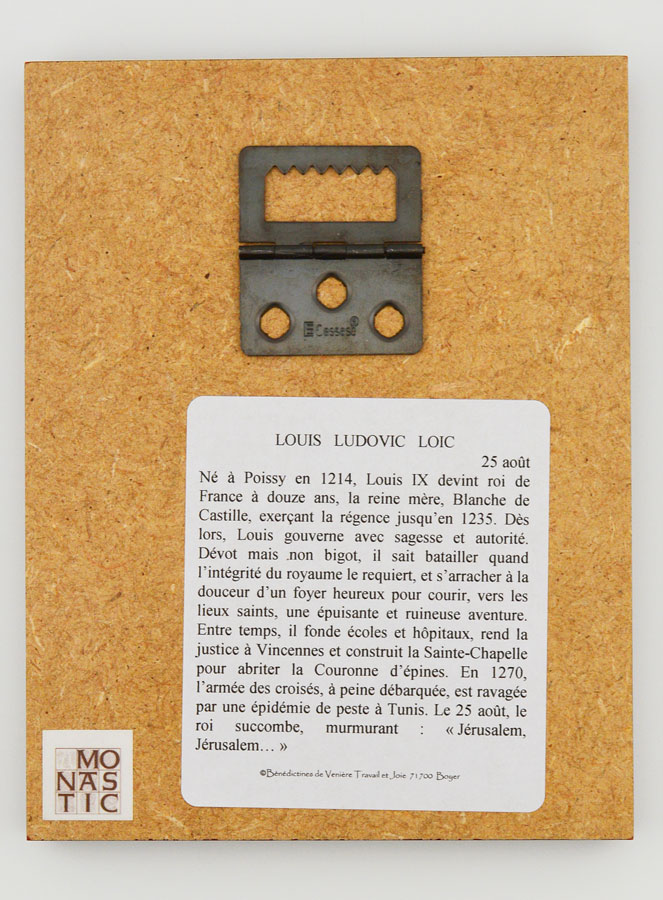 E Cessesa®
LOUIS LUDOVIC LOIC
25 août
Né à Poissy en 1214, Louis IX devint roi de
France à douze ans, la reine mère, Blanche de
Castille, exerçant la régence jusqu'en 1235. Dès
lors, Louis gouverne avec sagesse et autorité.
Dévot mais non bigot, il sait batailler quand
l'intégrité du royaume le requiert, et s'arracher à la
douceur d'un foyer heureux pour courir, vers les
lieux saints, une épuisante et ruineuse aventure.
Entre temps, il fonde écoles et hôpitaux, rend la
justice à Vincennes et construit la Sainte-Chapelle
pour abriter la Couronne d'épines. En 1270,
l'armée des croisés, à peine débarquée, est ravagée
par une épidémie de peste à Tunis. Le 25 août, le
roi succombe, murmurant : « Jérusalem,
Jérusalem… »
©Bénédictines de Venière Travail et Joie 71700 Boyer
MO
NAS
TIC